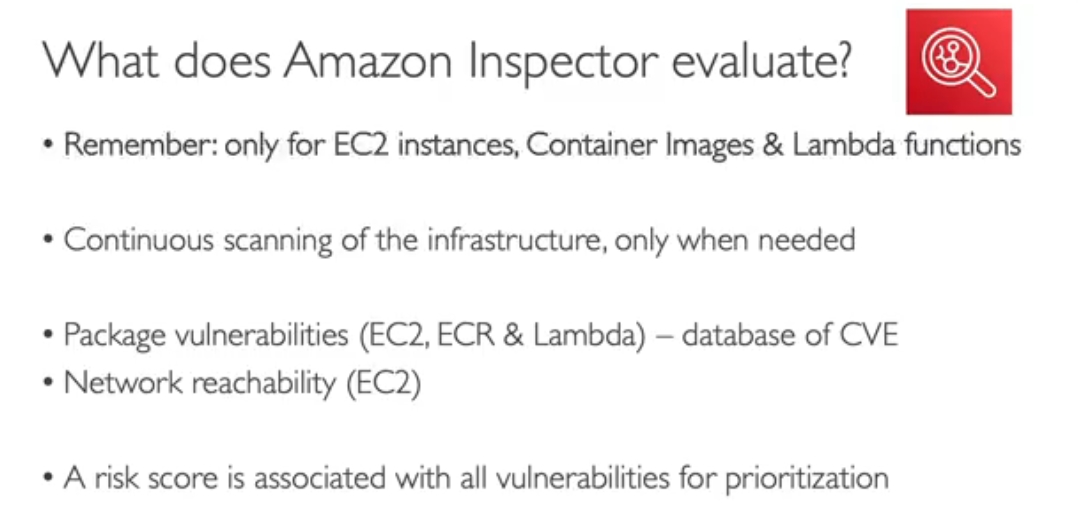 What does Amazon Inspector evaluate?
• Remember: only for EC2 instances, Container Images & Lambda functions
• Continuous scanning of the infrastructure, only when needed
• Package vulnerabilities (EC2, ECR & Lambda) – database of CVE
• Network reachability (EC2)
• A risk score is associated with all vulnerabilities for prioritization